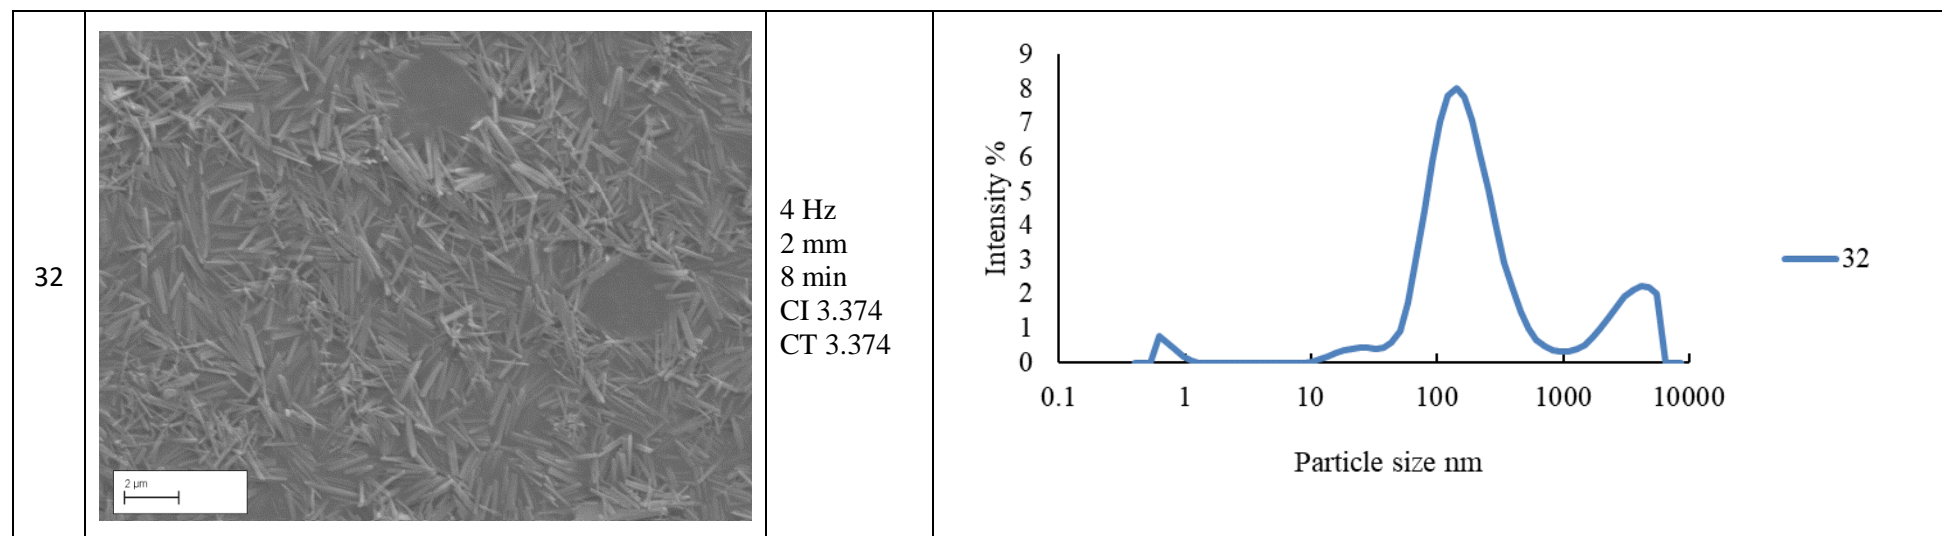 32
2 µm
4 Hz
2 mm
8 min
CI 3.374
CT 3.374
9
8
7
6
5
4
3
2
1
0
Intensity %
0.1 1 10 100 1000 10000
Particle size nm
32